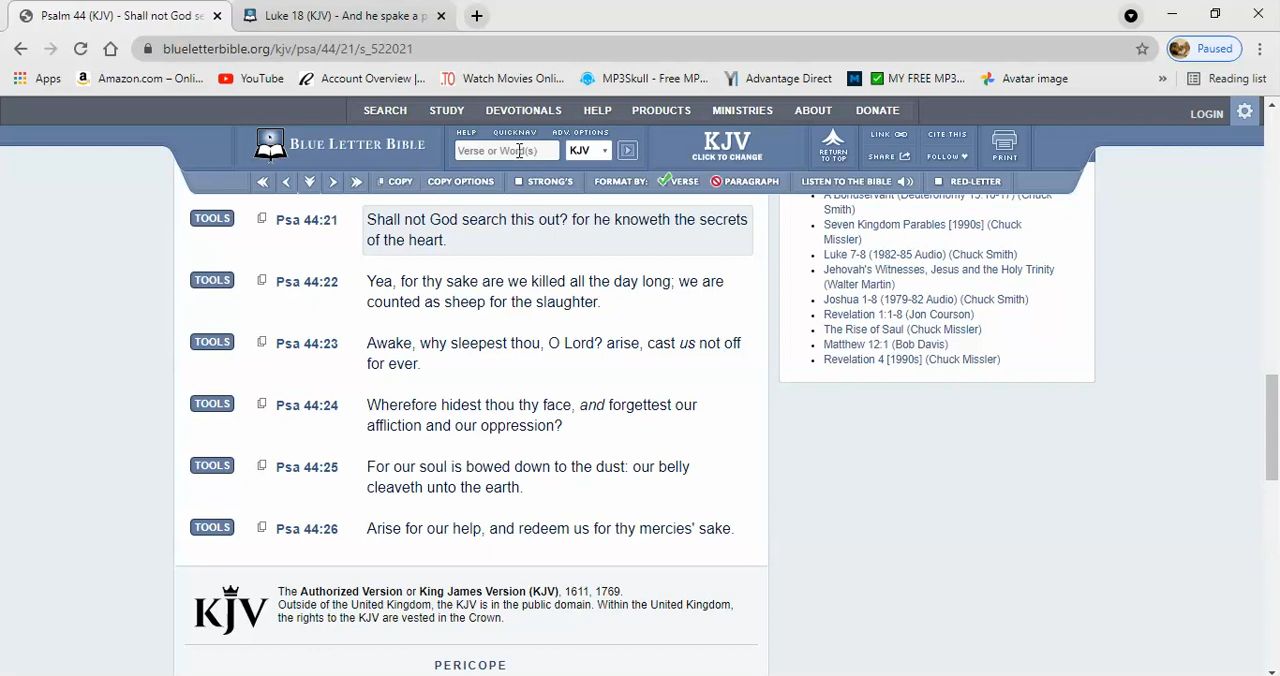 Psalm 44 (KJV) - Shall not God se
Luke 18 (KJV) - And he spake a p
blueletterbible.org/kjv/psa/44/21/s_522021
Paused
Apps
Amazon.com – Onli...
YouTube
Account Overview |...
Watch Movies Onli...
MP3Skull - Free MP...
Advantage Direct
MY FREE MP3...
Avatar image
»
Reading list
SEARCH STUDY DEVOTIONALS HELP PRODUCTS MINISTRIES ABOUT DONATE
LOGIN
BLUE LETTER BIBLE
HELP QUICKNAV ADV. OPTIONS
Verse or Word(s)
KJV
KJV
CLICK TO CHANGE
RETURN
TO TOP
LINK
CITE THIS
SHARE
FOLLOW
PRINT
COPY COPY OPTIONS STRONG'S FORMAT BY: VERSE PARAGRAPH LISTEN TO THE BIBLE RED-LETTER
TOOLS Psa 44:21 Shall not God search this out? for he knoweth the secrets
of the heart.
TOOLS Psa 44:22 Yea, for thy sake are we killed all the day long; we are
counted as sheep for the slaughter.
TOOLS Psa 44:23 Awake, why sleepest thou, O Lord? arise, cast us not off
for ever.
TOOLS Psa 44:24 Wherefore hidest thou thy face, and forgettest our
affliction and our oppression?
TOOLS Psa 44:25 For our soul is bowed down to the dust: our belly
cleaveth unto the earth.
TOOLS Psa 44:26 Arise for our help, and redeem us for thy mercies' sake.
A Bondservant (Deuteronomy 15:16-17) (Chuck
Smith)
Seven Kingdom Parables [1990s] (Chuck
Missler)
Luke 7-8 (1982-85 Audio) (Chuck Smith)
Jehovah's Witnesses, Jesus and the Holy Trinity
(Walter Martin)
Joshua 1-8 (1979-82 Audio) (Chuck Smith)
Revelation 1:1-8 (Jon Courson)
The Rise of Saul (Chuck Missler)
Matthew 12:1 (Bob Davis)
Revelation 4 [1990s] (Chuck Missler)
KJV
The Authorized Version or King James Version (KJV), 1611, 1769.
Outside of the United Kingdom, the KJV is in the public domain. Within the United Kingdom,
the rights to the KJV are vested in the Crown.
PERICOPE